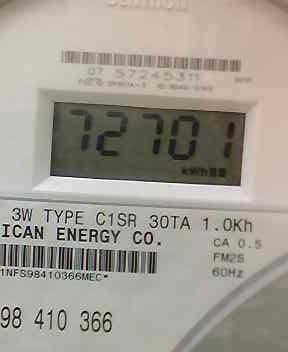 07 57245311
72701
kWh
3W TYPE C1SR 30TA 1.0Kh
ICAN ENERGY CO.
CA 0.5
FM2S
60Hz
1NFS98410366MEC*
98 410 366